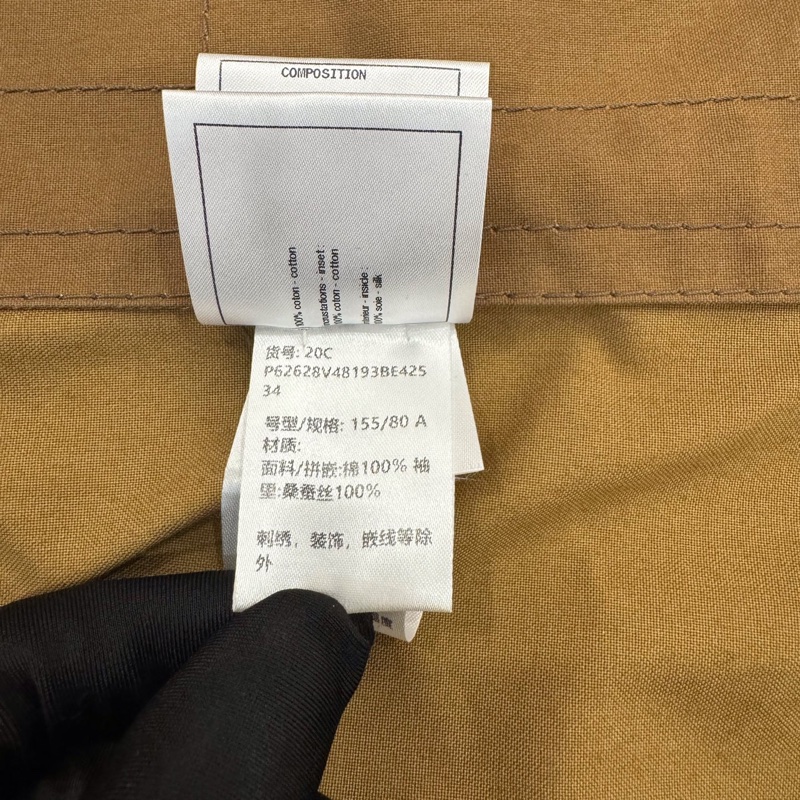 COMPOSITION
100% coton - cotton
incrustations - inset :
100% coton - cotton
intérieur - inside :
100% soie - silk
货号: 20C
P62628V48193BE425
34
号型/规格: 155/80 A
材质:
面料/拼嵌:棉100% 袖
里:桑蚕丝100%
刺绣, 装饰, 嵌线等除
外